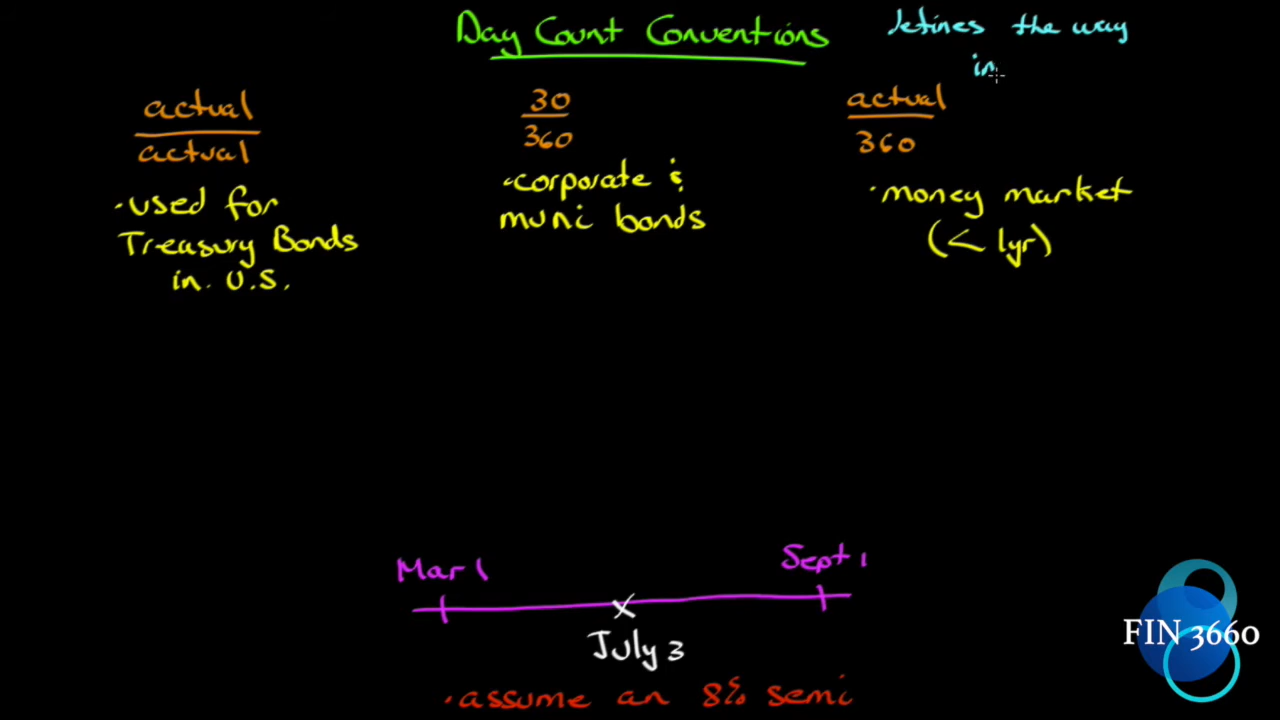 Day Count Conventions
defines the way
in
actual
actual
30
360
actual
360
·used for
Treasury Bonds
in U.S.
·corporate &
muni bonds
·money market
(< 1yr)
Mar 1
Sept 1
July 3
·assume an 8% semi
FIN 3660